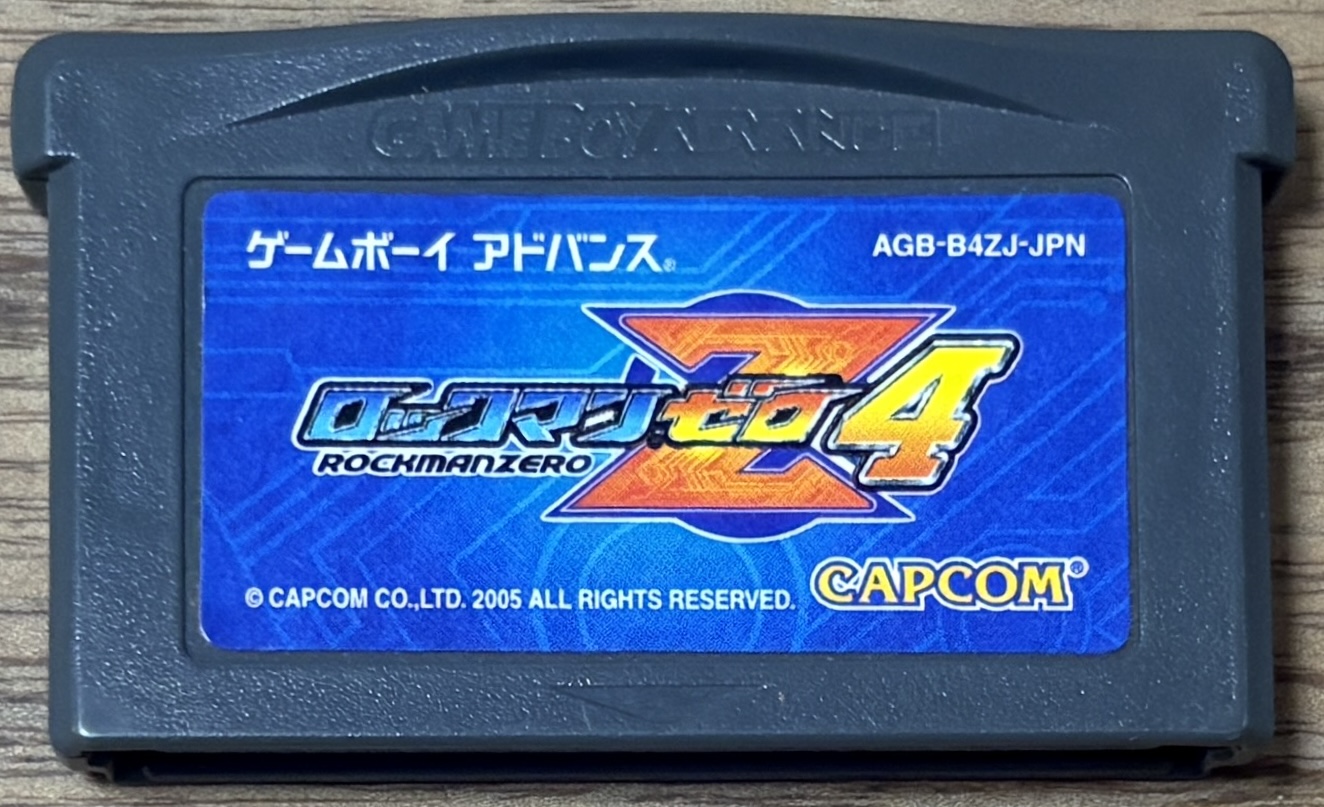 GAME BOY ADVANCE
ゲームボーイ アドバンス®
AGB-B4ZJ-JPN
ロックマン ゼロ4
ROCKMANZERO
© CAPCOM CO.,LTD. 2005 ALL RIGHTS RESERVED.
CAPCOM®